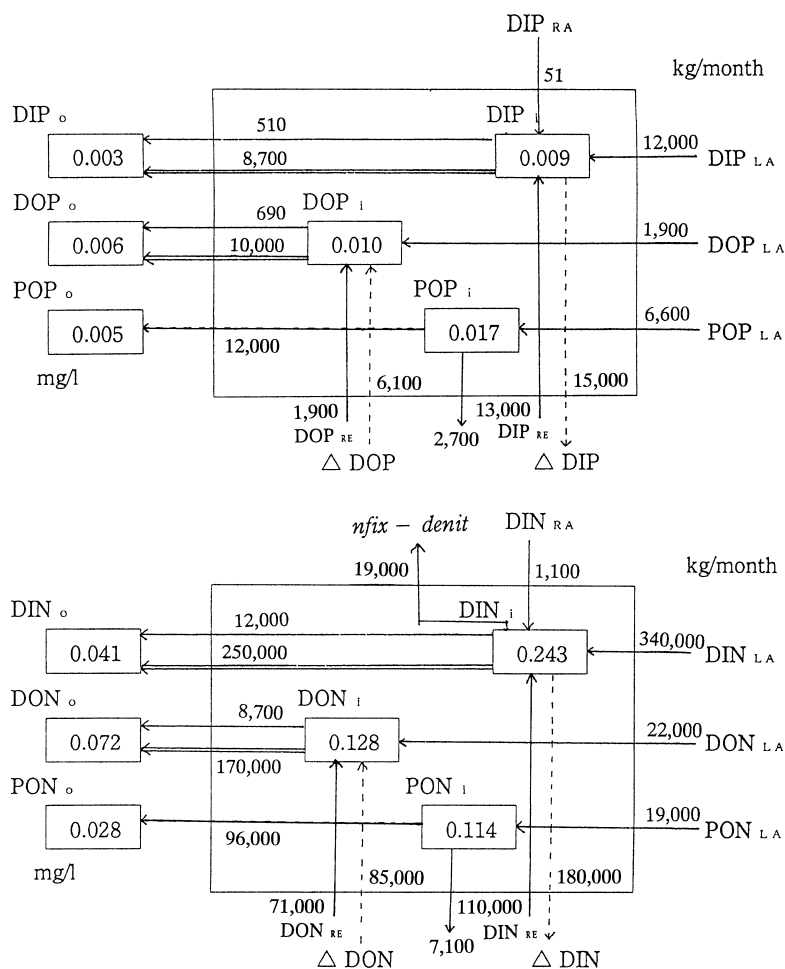 DIP RA
kg/month
51
DIP o
DIP i
510
12,000
0.003
8,700
0.009
DIP LA
DOP o
DOP i
690
1,900
0.006
10,000
0.010
DOP LA
POP o
POP i
6,600
0.005
0.017
POP LA
12,000
mg/l
6,100
15,000
1,900
13,000
DOP RE
2,700
DIP RE
△ DOP
△ DIP
nfix – denit
DIN RA
kg/month
19,000
1,100
DIN o
DIN i
12,000
340,000
0.041
250,000
0.243
DIN LA
DON o
DON i
8,700
22,000
0.072
0.128
DON LA
170,000
PON o
PON i
19,000
0.028
0.114
PON LA
96,000
mg/l
85,000
180,000
71,000
110,000
DON RE
7,100
DIN RE
△ DON
△ DIN